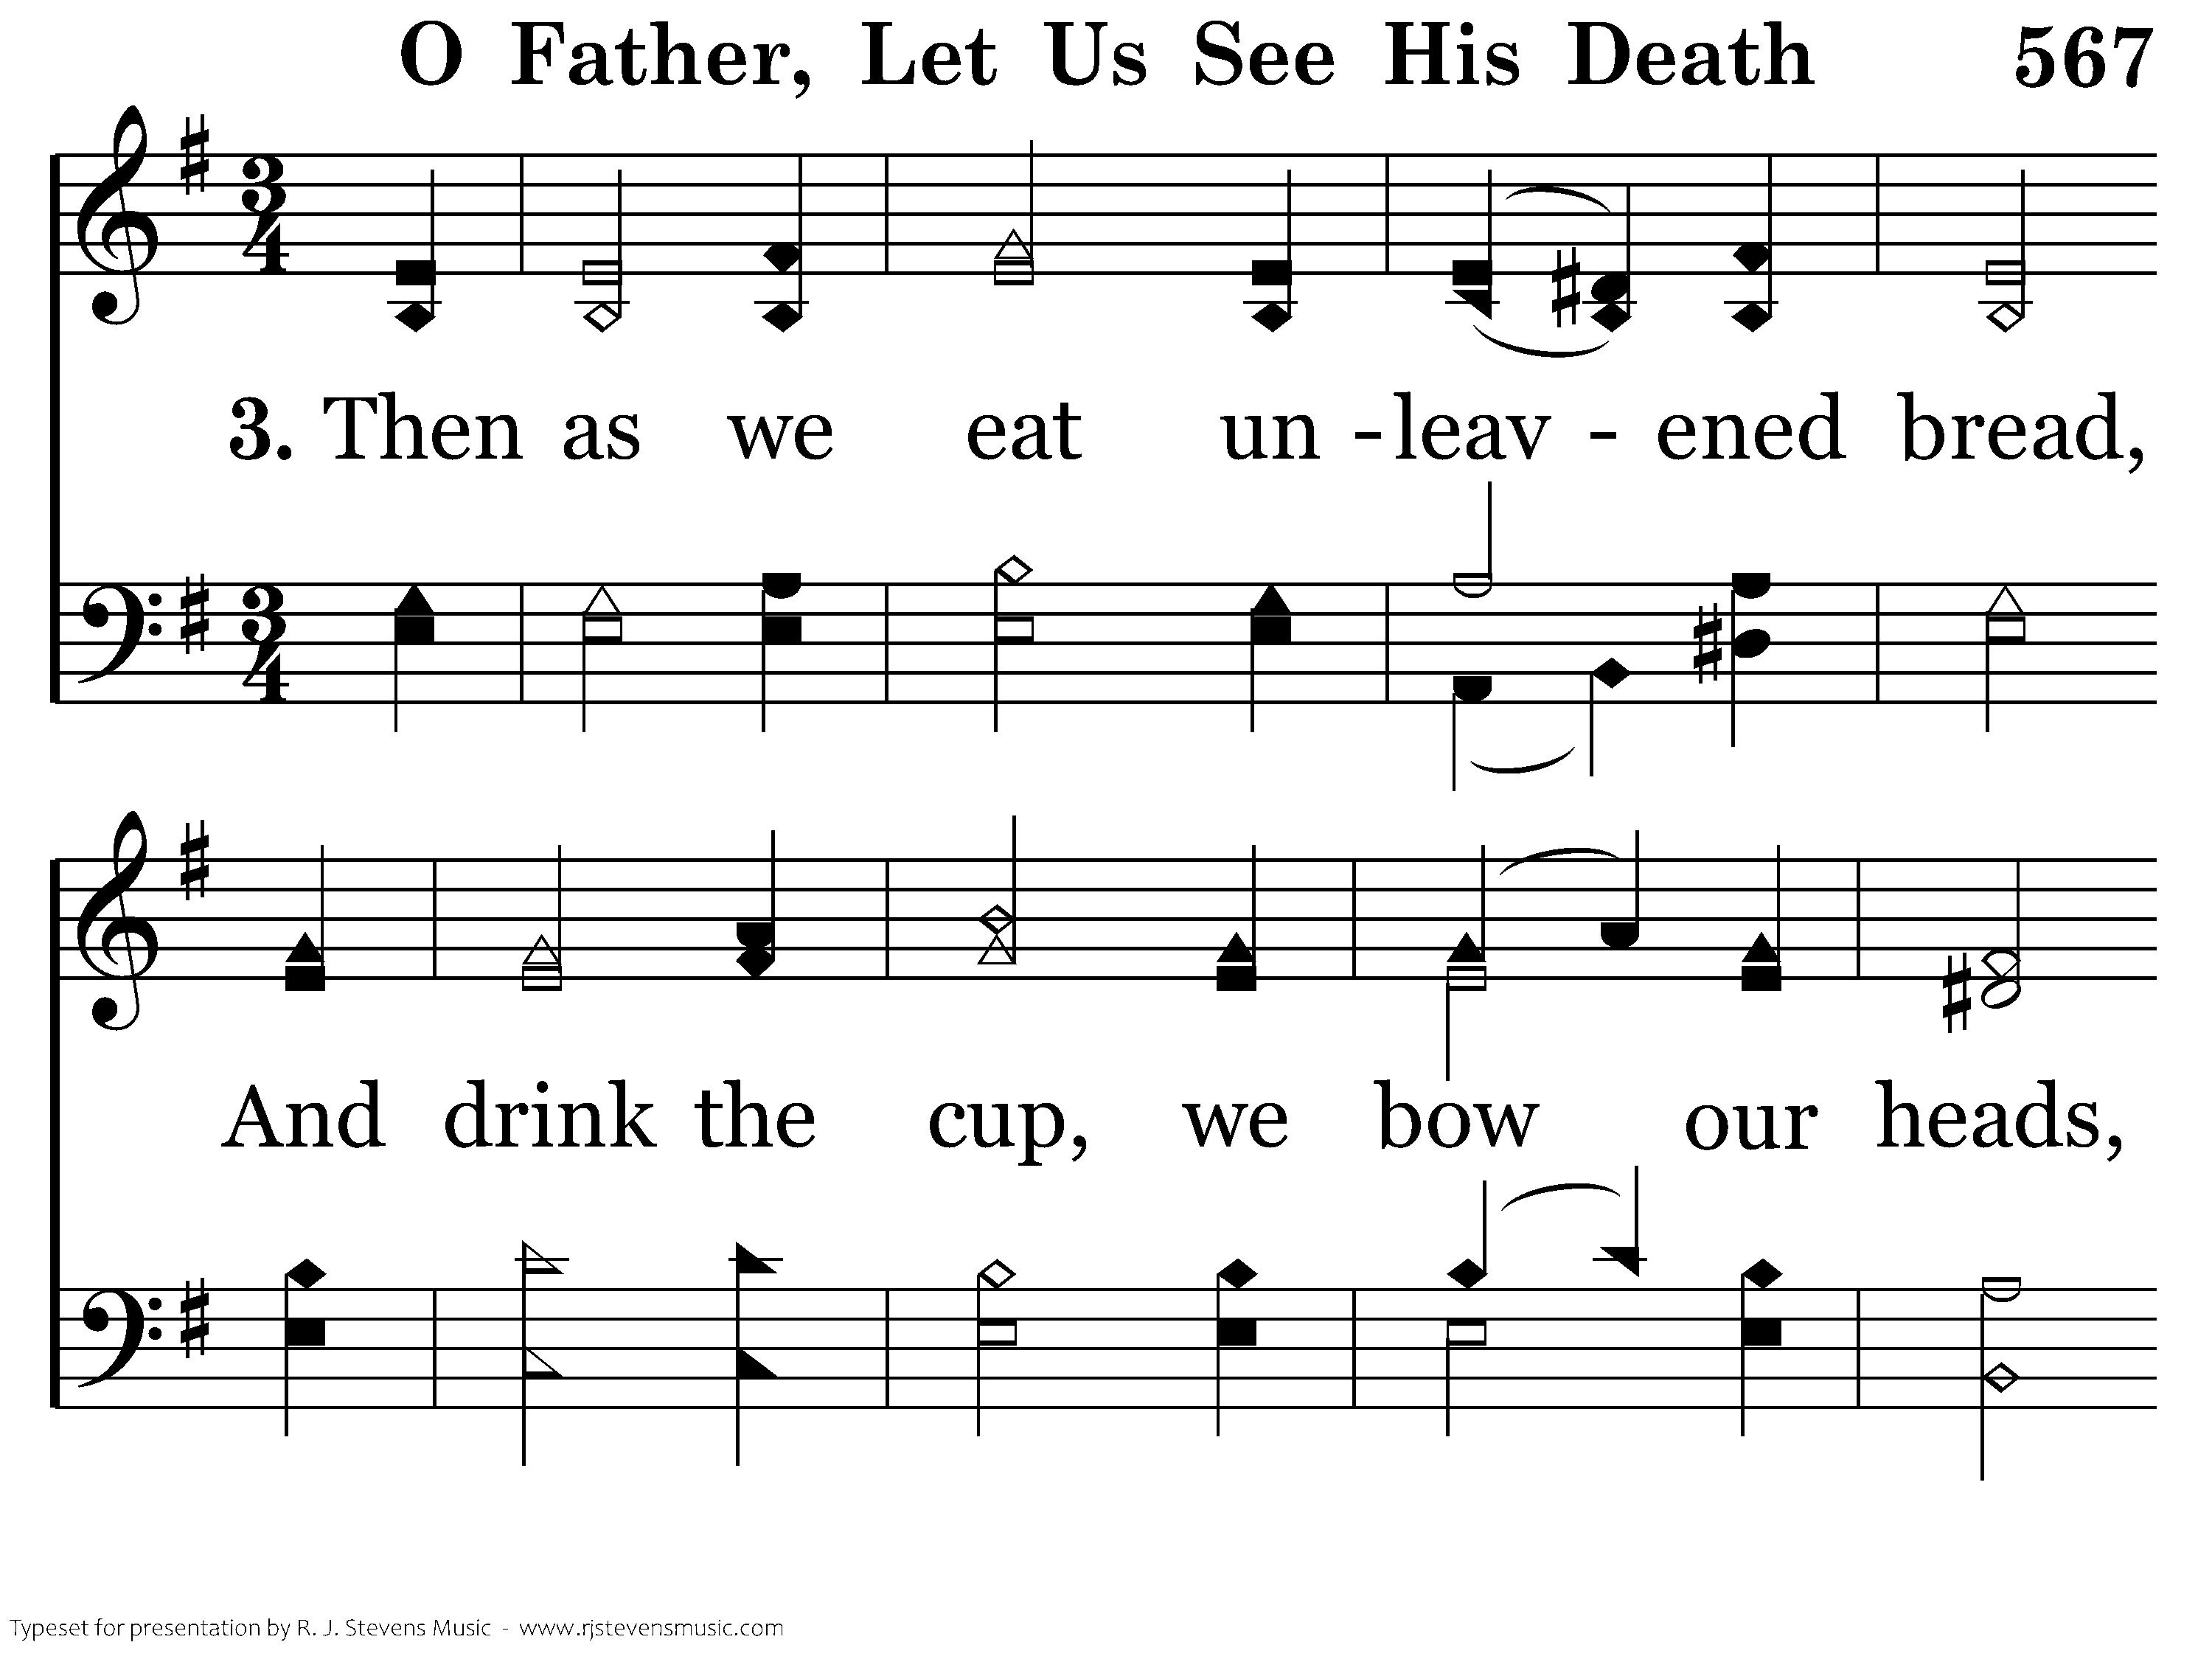 O Father, Let Us See His Death 567
3. Then as we eat un - leav - ened bread,
And drink the cup, we bow our heads,
Typeset for presentation by R. J. Stevens Music - www.rjstevensmusic.com